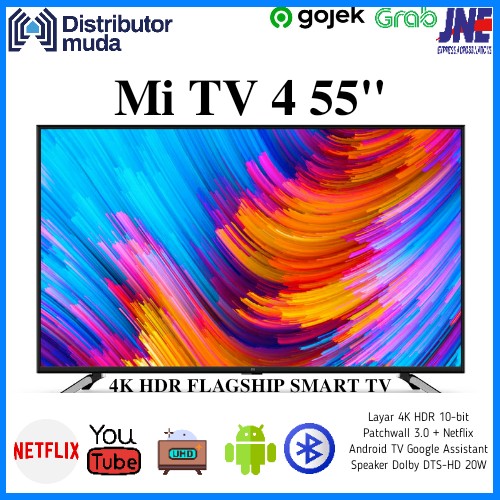 Distributor
muda
gojek
Grab
JNE
EXPRESS ACROSS NATIONS
Mi TV 4 55''
4K HDR FLAGSHIP SMART TV
NETFLIX
You
Tube
UHD
Layar 4K HDR 10-bit
Patchwall 3.0 + Netflix
Android TV Google Assistant
Speaker Dolby DTS-HD 20W